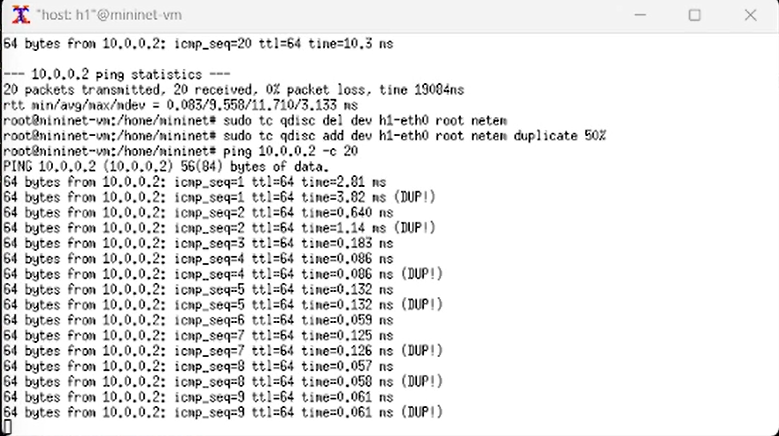 "host: h1"@mininet-vm
64 bytes from 10.0.0.2: icmp_seq=20 ttl=64 time=10.3 ms
--- 10.0.0.2 ping statistics ---
20 packets transmitted, 20 received, 0% packet loss, time 19084ms
rtt min/avg/max/mdev = 0.083/9.558/11.710/3.133 ms
root@mininet-vm:/home/mininet# sudo tc qdisc del dev h1-eth0 root netem
root@mininet-vm:/home/mininet# sudo tc qdisc add dev h1-eth0 root netem duplicate 50%
root@mininet-vm:/home/mininet# ping 10.0.0.2 -c 20
PING 10.0.0.2 (10.0.0.2) 56(84) bytes of data.
64 bytes from 10.0.0.2: icmp_seq=1 ttl=64 time=2.81 ms
64 bytes from 10.0.0.2: icmp_seq=1 ttl=64 time=3.82 ms (DUP!)
64 bytes from 10.0.0.2: icmp_seq=2 ttl=64 time=0.640 ms
64 bytes from 10.0.0.2: icmp_seq=2 ttl=64 time=1.14 ms (DUP!)
64 bytes from 10.0.0.2: icmp_seq=3 ttl=64 time=0.183 ms
64 bytes from 10.0.0.2: icmp_seq=4 ttl=64 time=0.086 ms
64 bytes from 10.0.0.2: icmp_seq=4 ttl=64 time=0.086 ms (DUP!)
64 bytes from 10.0.0.2: icmp_seq=5 ttl=64 time=0.132 ms
64 bytes from 10.0.0.2: icmp_seq=5 ttl=64 time=0.132 ms (DUP!)
64 bytes from 10.0.0.2: icmp_seq=6 ttl=64 time=0.059 ms
64 bytes from 10.0.0.2: icmp_seq=7 ttl=64 time=0.125 ms
64 bytes from 10.0.0.2: icmp_seq=7 ttl=64 time=0.126 ms (DUP!)
64 bytes from 10.0.0.2: icmp_seq=8 ttl=64 time=0.057 ms
64 bytes from 10.0.0.2: icmp_seq=8 ttl=64 time=0.058 ms (DUP!)
64 bytes from 10.0.0.2: icmp_seq=9 ttl=64 time=0.061 ms
64 bytes from 10.0.0.2: icmp_seq=9 ttl=64 time=0.061 ms (DUP!)